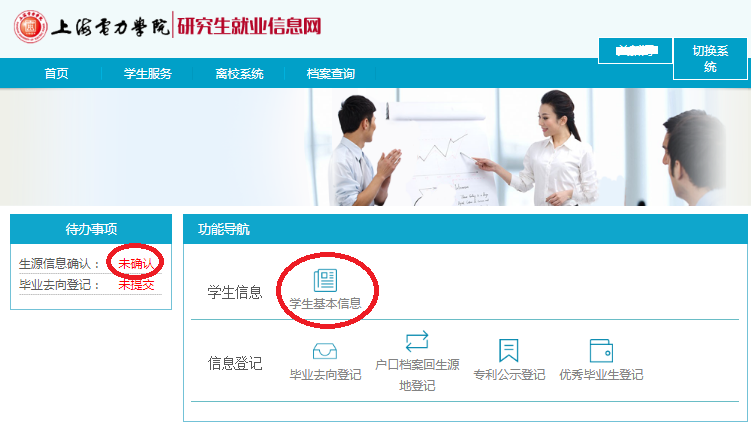 上海电力学院
研究生就业信息网
切换系
统
首页
学生服务
离校系统
档案查询
待办事项
生源信息确认： 未确认
毕业去向登记： 未提交
功能导航
学生信息
学生基本信息
信息登记
毕业去向登记
户口档案回生源
地登记
专利公示登记
优秀毕业生登记